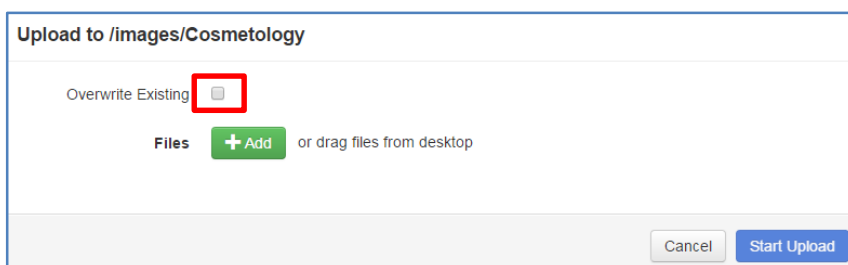 Upload to /images/Cosmetology
Overwrite Existing
Files + Add or drag files from desktop
Cancel Start Upload